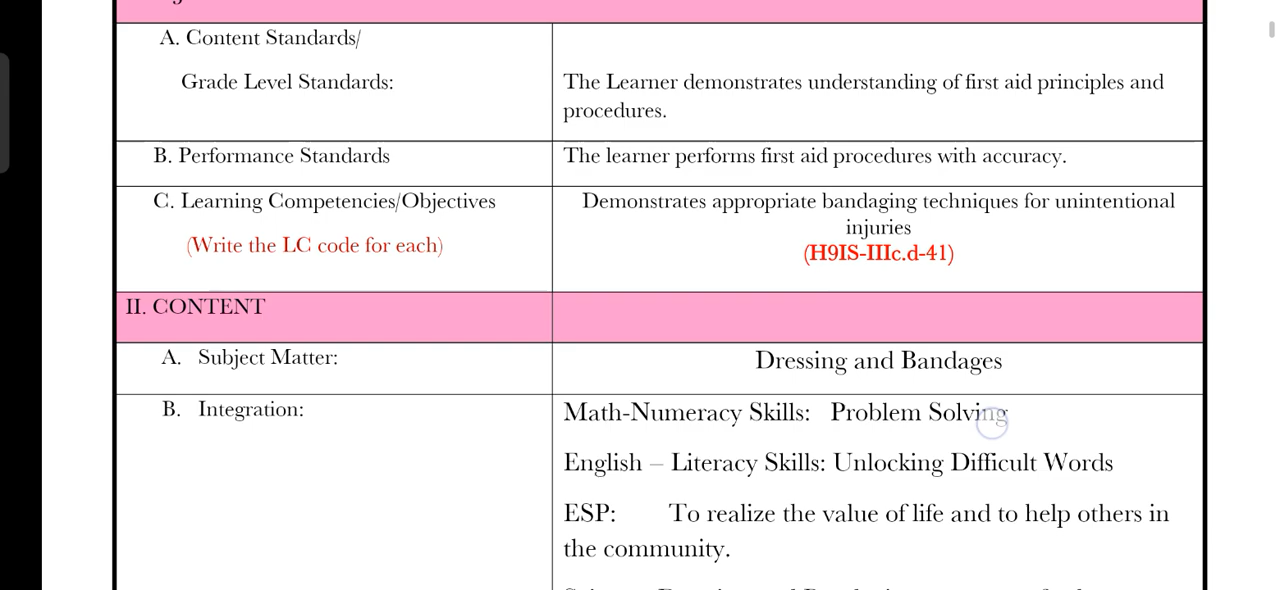 A. Content Standards/
Grade Level Standards:
The Learner demonstrates understanding of first aid principles and
procedures.
B. Performance Standards
The learner performs first aid procedures with accuracy.
C. Learning Competencies/Objectives
(Write the LC code for each)
Demonstrates appropriate bandaging techniques for unintentional
injuries
(H9IS-IIIc.d-41)
II. CONTENT
A. Subject Matter:
Dressing and Bandages
B. Integration:
Math-Numeracy Skills: Problem Solving
English – Literacy Skills: Unlocking Difficult Words
ESP: To realize the value of life and to help others in
the community.